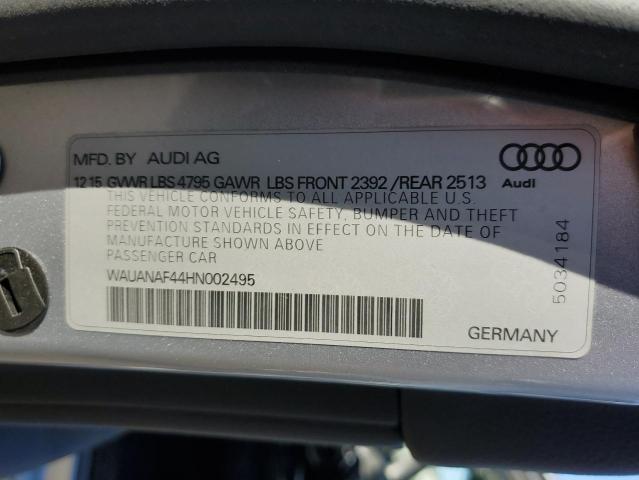 MFD. BY AUDI AG
12 15 GVWR LBS 4795 GAWR LBS FRONT 2392 /REAR 2513
Audi
THIS VEHICLE CONFORMS TO ALL APPLICABLE U.S.
FEDERAL MOTOR VEHICLE SAFETY, BUMPER AND THEFT
PREVENTION STANDARDS IN EFFECT ON THE DATE OF
MANUFACTURE SHOWN ABOVE
PASSENGER CAR
WAUANAF44HN002495
5034184
GERMANY